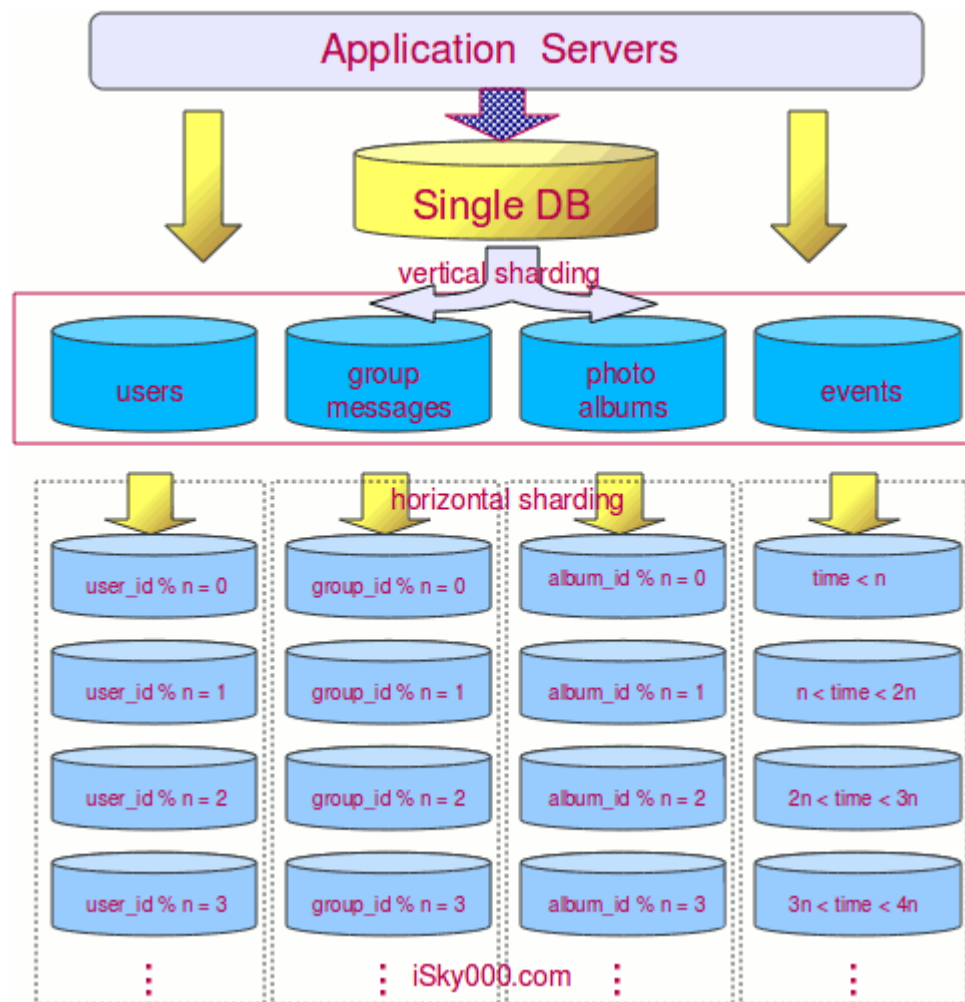 Application Servers
Single DB
vertical sharding
users
group
messages
photo
albums
events
horizontal sharding
user_id % n = 0
group_id % n = 0
album_id % n = 0
time < n
user_id % n = 1
group_id % n = 1
album_id % n = 1
n < time < 2n
user_id % n = 2
group_id % n = 2
album_id % n = 2
2n < time < 3n
user_id % n = 3
group_id % n = 3
album_id % n = 3
3n < time < 4n
iSky000.com